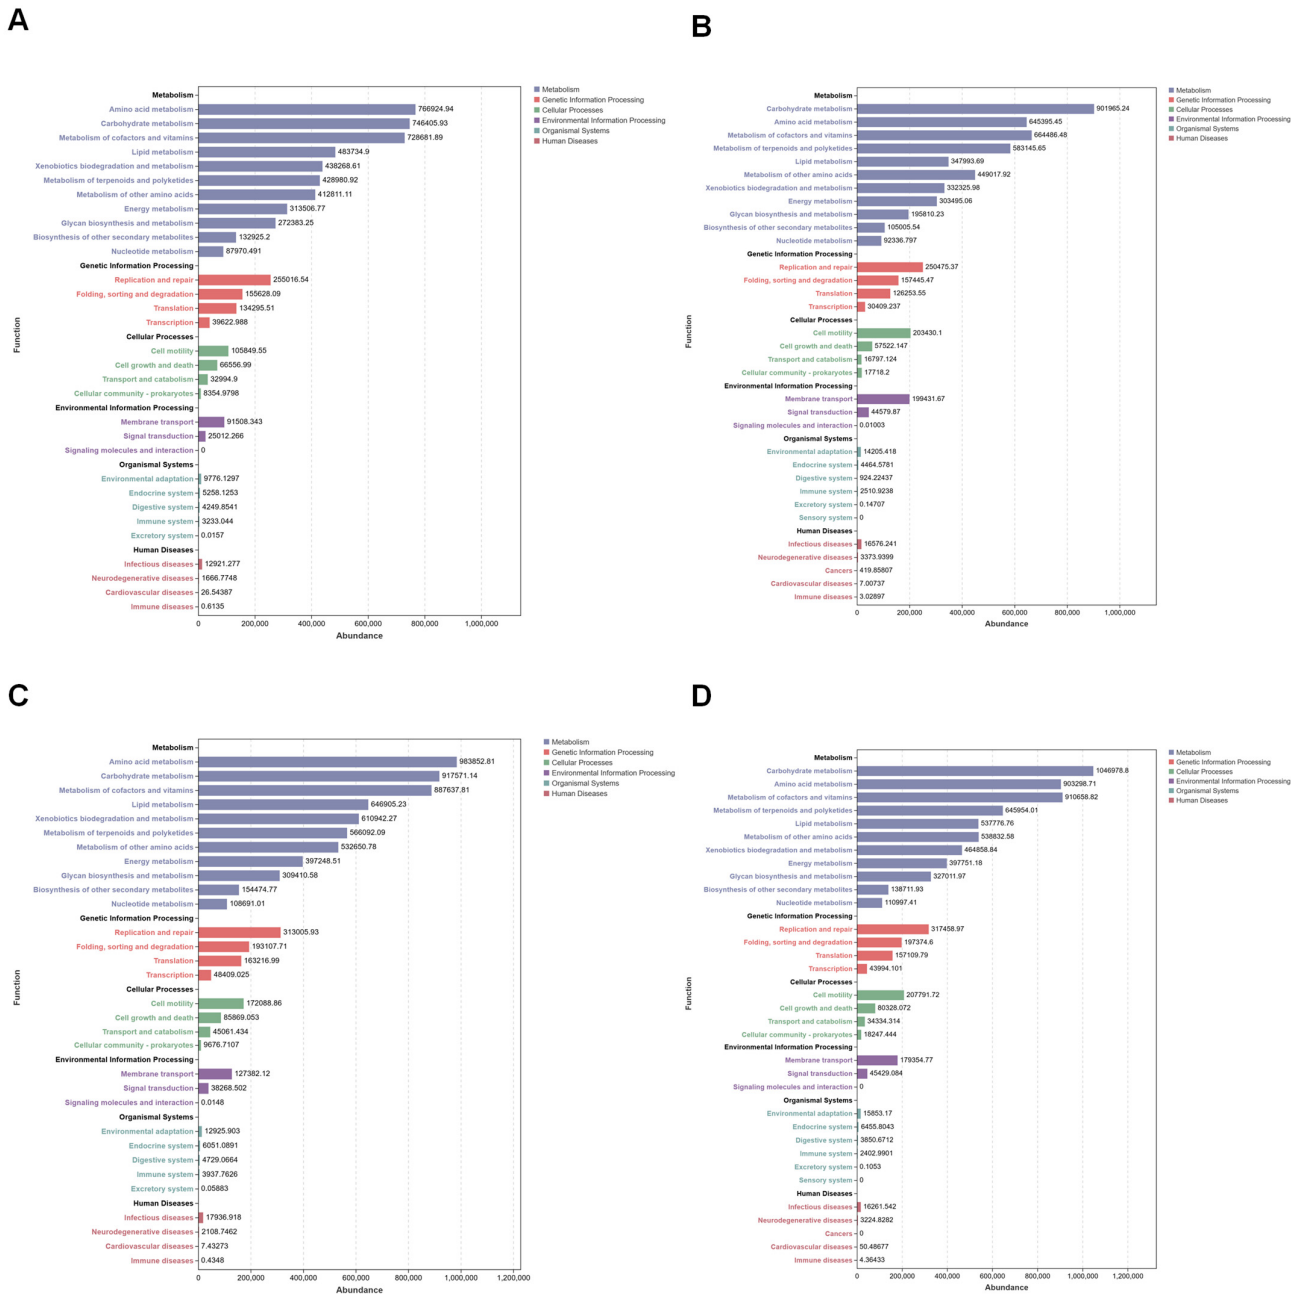 A
Metabolism
Amino acid metabolism 766924.94
Carbohydrate metabolism 746405.93
Metabolism of cofactors and vitamins 728681.89
Lipid metabolism 483734.9
Xenobiotics biodegradation and metabolism 438268.61
Metabolism of terpenoids and polyketides 428980.92
Metabolism of other amino acids 412811.11
Energy metabolism 313506.77
Glycan biosynthesis and metabolism 272383.25
Biosynthesis of other secondary metabolites 132925.2
Nucleotide metabolism 87970.491
Genetic Information Processing
Replication and repair 255016.54
Folding, sorting and degradation 155628.09
Translation 134295.51
Transcription 39622.988
Cellular Processes
Cell motility 105849.55
Cell growth and death 66556.99
Transport and catabolism 32994.9
Cellular community - prokaryotes 8354.9798
Environmental Information Processing
Membrane transport 91508.343
Signal transduction 25012.266
Signaling molecules and interaction 0
Organismal Systems
Environmental adaptation 9776.1297
Endocrine system 5258.1253
Digestive system 4249.8541
Immune system 3233.044
Excretory system 0.0157
Human Diseases
Infectious diseases 12921.277
Neurodegenerative diseases 1666.7748
Cardiovascular diseases 26.54387
Immune diseases 0.6135
0 200,000 400,000 600,000 800,000 1,000,000
Abundance
Function
Metabolism
Genetic Information Processing
Cellular Processes
Environmental Information Processing
Organismal Systems
Human Diseases
B
Metabolism
Carbohydrate metabolism 901965.24
Amino acid metabolism 645395.45
Metabolism of cofactors and vitamins 664486.48
Metabolism of terpenoids and polyketides 583145.65
Lipid metabolism 347993.69
Metabolism of other amino acids 449017.92
Xenobiotics biodegradation and metabolism 332325.98
Energy metabolism 303495.06
Glycan biosynthesis and metabolism 195810.23
Biosynthesis of other secondary metabolites 105005.54
Nucleotide metabolism 92336.797
Genetic Information Processing
Replication and repair 250475.37
Folding, sorting and degradation 157445.47
Translation 126253.55
Transcription 30409.237
Cellular Processes
Cell motility 203430.1
Cell growth and death 57522.147
Transport and catabolism 16797.124
Cellular community - prokaryotes 17718.2
Environmental Information Processing
Membrane transport 199431.67
Signal transduction 44579.87
Signaling molecules and interaction 0.01003
Organismal Systems
Environmental adaptation 14205.418
Endocrine system 4464.5781
Digestive system 924.22437
Immune system 2510.9238
Excretory system 0.14707
Sensory system 0
Human Diseases
Infectious diseases 16576.241
Neurodegenerative diseases 3373.9399
Cancers 419.85807
Cardiovascular diseases 7.00737
Immune diseases 3.02897
0 200,000 400,000 600,000 800,000 1,000,000
Abundance
Function
Metabolism
Genetic Information Processing
Cellular Processes
Environmental Information Processing
Organismal Systems
Human Diseases
C
Metabolism
Amino acid metabolism 983852.81
Carbohydrate metabolism 917571.14
Metabolism of cofactors and vitamins 887637.81
Lipid metabolism 646905.23
Xenobiotics biodegradation and metabolism 610942.27
Metabolism of terpenoids and polyketides 566092.09
Metabolism of other amino acids 532650.78
Energy metabolism 397248.51
Glycan biosynthesis and metabolism 309410.58
Biosynthesis of other secondary metabolites 154474.77
Nucleotide metabolism 108691.01
Genetic Information Processing
Replication and repair 313005.93
Folding, sorting and degradation 193107.71
Translation 163216.99
Transcription 48409.025
Cellular Processes
Cell motility 172088.86
Cell growth and death 85869.053
Transport and catabolism 45061.434
Cellular community - prokaryotes 9676.7107
Environmental Information Processing
Membrane transport 127382.12
Signal transduction 38268.502
Signaling molecules and interaction 0.0148
Organismal Systems
Environmental adaptation 12925.903
Endocrine system 6051.0891
Digestive system 4729.0664
Immune system 3937.7626
Excretory system 0.05883
Human Diseases
Infectious diseases 17936.918
Neurodegenerative diseases 2108.7462
Cardiovascular diseases 7.43273
Immune diseases 0.4348
0 200,000 400,000 600,000 800,000 1,000,000 1,200,000
Abundance
Function
Metabolism
Genetic Information Processing
Cellular Processes
Environmental Information Processing
Organismal Systems
Human Diseases
D
Metabolism
Carbohydrate metabolism 1046978.8
Amino acid metabolism 903298.71
Metabolism of cofactors and vitamins 910658.82
Metabolism of terpenoids and polyketides 645954.01
Lipid metabolism 537776.76
Metabolism of other amino acids 538832.58
Xenobiotics biodegradation and metabolism 464858.84
Energy metabolism 397751.18
Glycan biosynthesis and metabolism 327011.97
Biosynthesis of other secondary metabolites 138711.93
Nucleotide metabolism 110997.41
Genetic Information Processing
Replication and repair 317458.97
Folding, sorting and degradation 197374.6
Translation 157109.79
Transcription 43994.101
Cellular Processes
Cell motility 207791.72
Cell growth and death 80328.072
Transport and catabolism 34334.314
Cellular community - prokaryotes 18247.444
Environmental Information Processing
Membrane transport 179354.77
Signal transduction 45429.084
Signaling molecules and interaction 0
Organismal Systems
Environmental adaptation 15853.17
Endocrine system 6455.8043
Digestive system 3850.6712
Immune system 2402.9901
Excretory system 0.1053
Sensory system 0
Human Diseases
Infectious diseases 16261.542
Neurodegenerative diseases 3224.8282
Cancers 0
Cardiovascular diseases 50.48677
Immune diseases 4.36433
0 200,000 400,000 600,000 800,000 1,000,000 1,200,000
Abundance
Function
Metabolism
Genetic Information Processing
Cellular Processes
Environmental Information Processing
Organismal Systems
Human Diseases